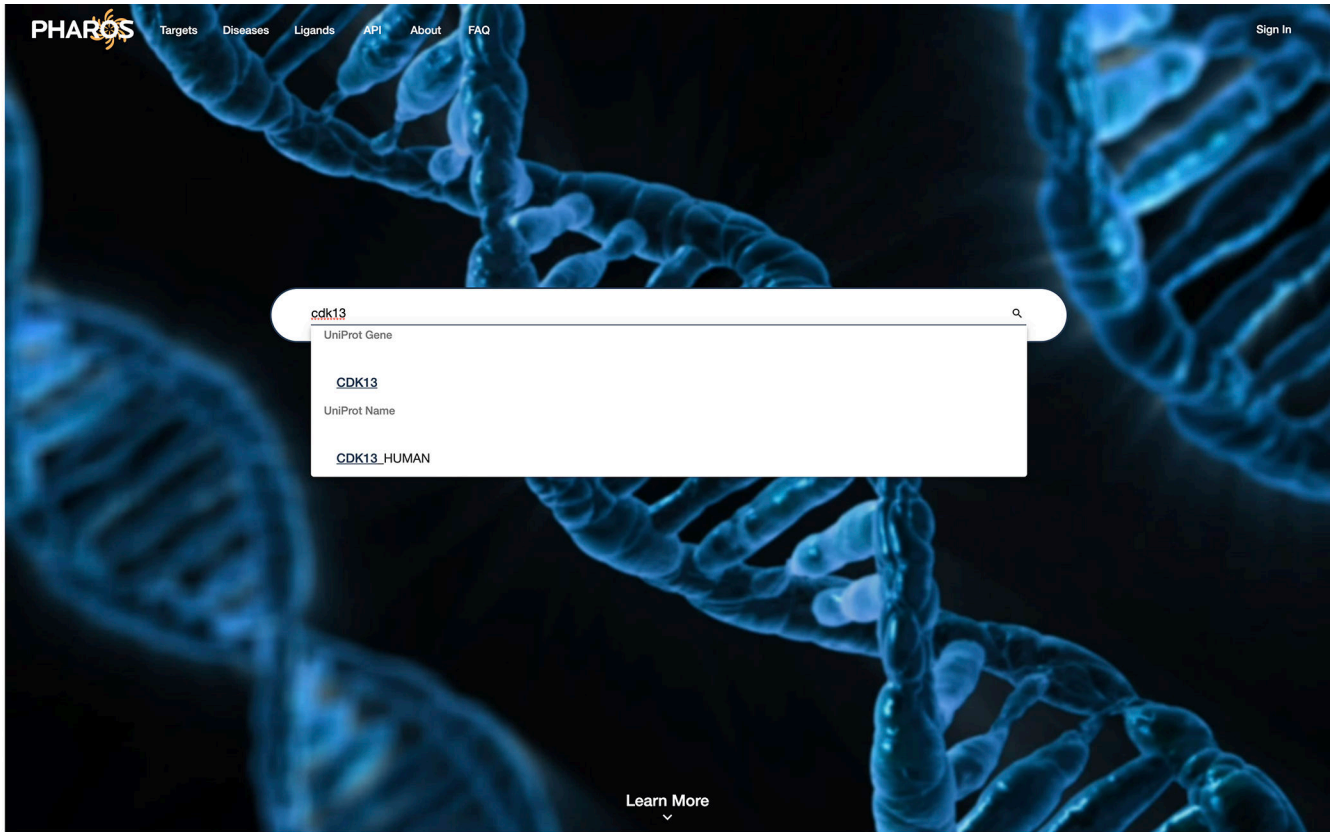 PHAROS Targets Diseases Ligands API About FAQ Sign In
cdk13
UniProt Gene
CDK13
UniProt Name
CDK13_HUMAN
Learn More